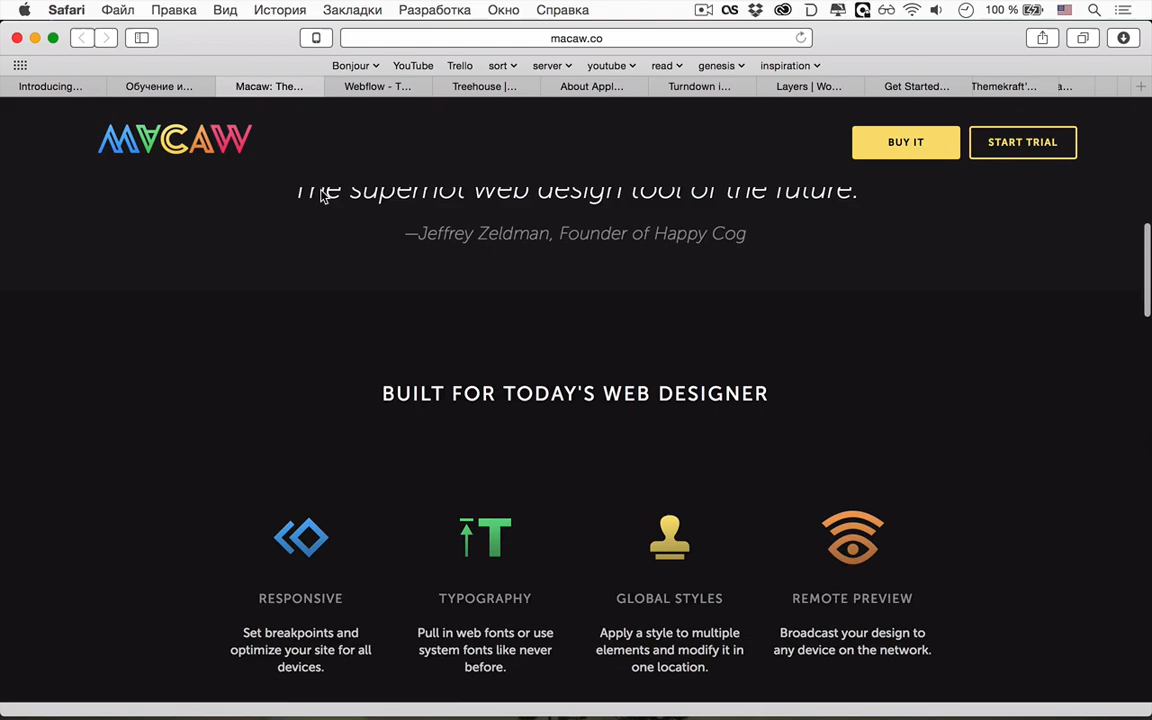 Safari Файл Правка Вид История Закладки Разработка Окно Справка 100 %
macaw.co
Bonjour YouTube Trello sort server youtube read genesis inspiration
Introducing... Обучение и... Macaw: The... Webflow - T... Treehouse |... About Appl... Turndown i... Layers | Wo... Get Started... Themekraft'... a...
MACAW
BUY IT START TRIAL
The superhot web design tool of the future.
—Jeffrey Zeldman, Founder of Happy Cog
BUILT FOR TODAY'S WEB DESIGNER
T
RESPONSIVE TYPOGRAPHY GLOBAL STYLES REMOTE PREVIEW
Set breakpoints and Pull in web fonts or use Apply a style to multiple Broadcast your design to
optimize your site for all system fonts like never elements and modify it in any device on the network.
devices. before. one location.